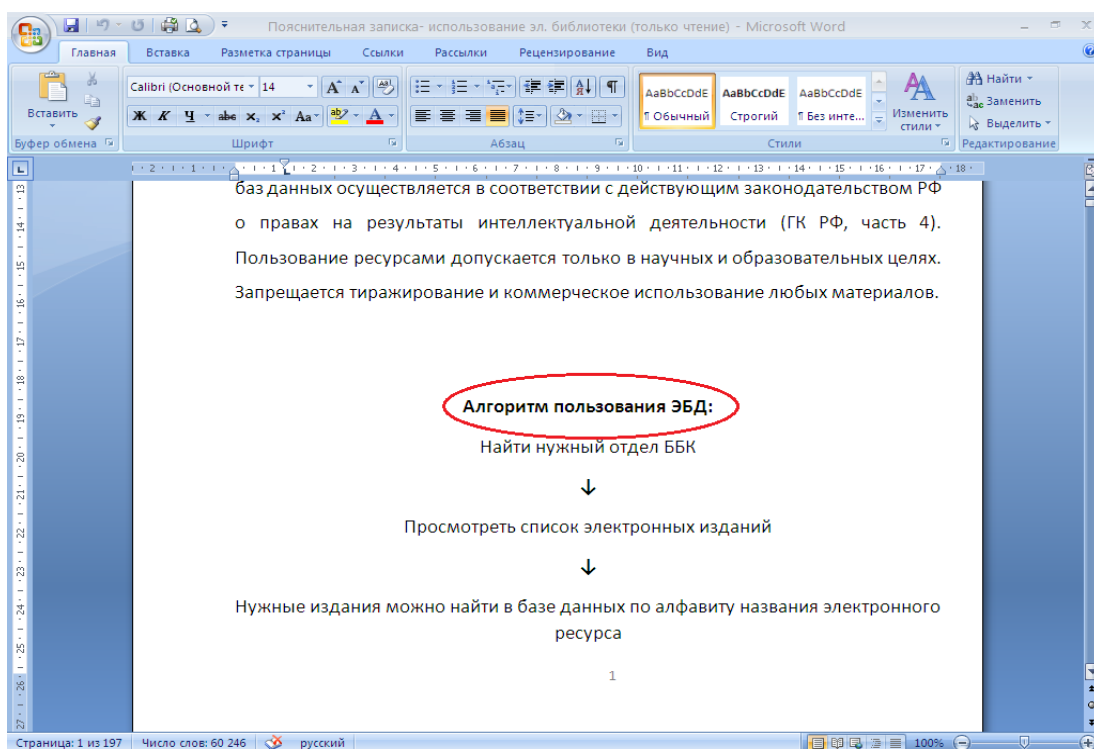 Пояснительная записка- использование эл. библиотеки (только чтение) - Microsoft Word
Главная Вставка Разметка страницы Ссылки Рассылки Рецензирование Вид
Вставить
Буфер обмена
Calibri (Основной те 14
Ж К Ч abe x₂ x² Aa ab A
Шрифт
Абзац
AaBbCcDdE AaBbCcDdE AaBbCcDdE
¶ Обычный Строгий ¶ Без инте...
Изменить стили
Стили
Найти
Заменить
Выделить
Редактирование
баз данных осуществляется в соответствии с действующим законодательством РФ
о правах на результаты интеллектуальной деятельности (ГК РФ, часть 4).
Пользование ресурсами допускается только в научных и образовательных целях.
Запрещается тиражирование и коммерческое использование любых материалов.
Алгоритм пользования ЭБД:
Найти нужный отдел ББК
↓
Просмотреть список электронных изданий
↓
Нужные издания можно найти в базе данных по алфавиту названия электронного
ресурса
1
Страница: 1 из 197 Число слов: 60 246 русский 100%